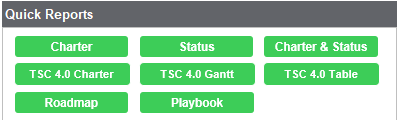 Quick Reports
Charter Status Charter & Status
TSC 4.0 Charter TSC 4.0 Gantt TSC 4.0 Table
Roadmap Playbook